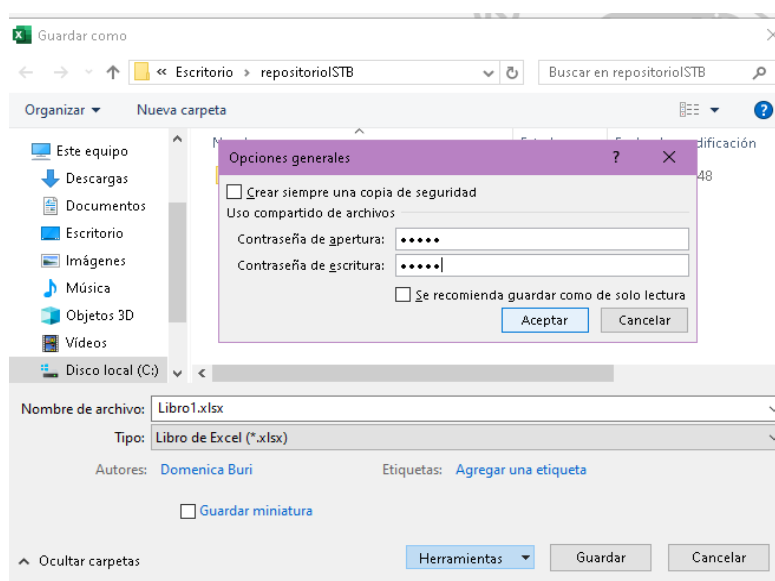 Guardar como
« Escritorio > repositorioISTB
Buscar en repositorioISTB
Organizar
Nueva carpeta
Este equipo
Descargas
Documentos
Escritorio
Imágenes
Música
Objetos 3D
Vídeos
Disco local (C:)
48
Opciones generales
Crear siempre una copia de seguridad
Uso compartido de archivos
Contraseña de apertura: •••••
Contraseña de escritura: •••••
Se recomienda guardar como de solo lectura
Aceptar
Cancelar
Nombre de archivo: Libro1.xlsx
Tipo: Libro de Excel (*.xlsx)
Autores: Domenica Buri
Etiquetas: Agregar una etiqueta
Guardar miniatura
Ocultar carpetas
Herramientas
Guardar
Cancelar